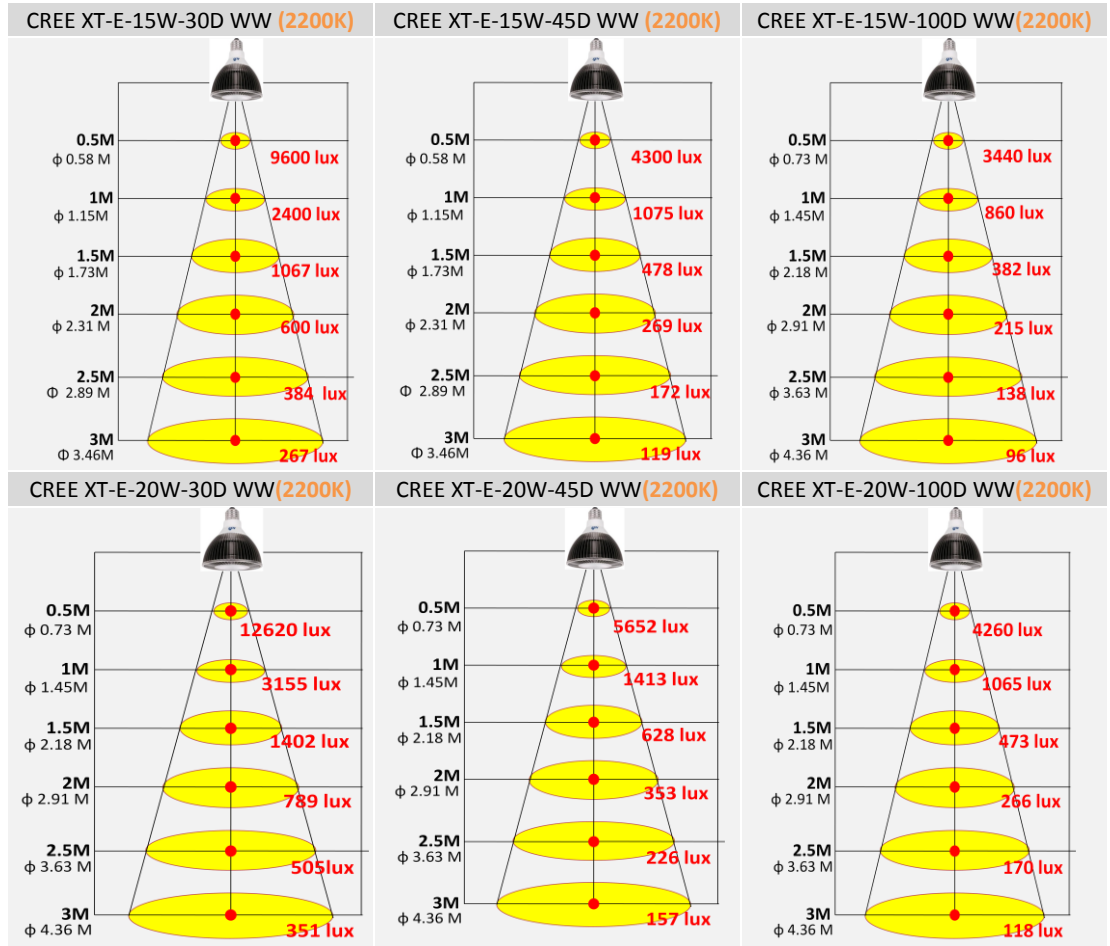 CREE XT-E-15W-30D WW (2200K)
0.5M
ϕ 0.58 M
9600 lux
1M
ϕ 1.15M
2400 lux
1.5M
ϕ 1.73M
1067 lux
2M
ϕ 2.31 M
600 lux
2.5M
Φ 2.89 M
384 lux
3M
Φ 3.46M
267 lux
CREE XT-E-15W-45D WW(2200K)
0.5M
ϕ 0.58 M
4300 lux
1M
ϕ 1.15M
1075 lux
1.5M
ϕ 1.73M
478 lux
2M
ϕ 2.31 M
269 lux
2.5M
Φ 2.89 M
172 lux
3M
Φ 3.46M
119 lux
CREE XT-E-15W-100D WW(2200K)
0.5M
ϕ 0.73 M
3440 lux
1M
ϕ 1.45M
860 lux
1.5M
ϕ 2.18 M
382 lux
2M
ϕ 2.91 M
215 lux
2.5M
ϕ 3.63 M
138 lux
3M
ϕ 4.36 M
96 lux
CREE XT-E-20W-30D WW(2200K)
0.5M
ϕ 0.73 M
12620 lux
1M
ϕ 1.45M
3155 lux
1.5M
ϕ 2.18 M
1402 lux
2M
ϕ 2.91 M
789 lux
2.5M
ϕ 3.63 M
505lux
3M
ϕ 4.36 M
351 lux
CREE XT-E-20W-45D WW(2200K)
0.5M
ϕ 0.73 M
5652 lux
1M
ϕ 1.45M
1413 lux
1.5M
ϕ 2.18 M
628 lux
2M
ϕ 2.91 M
353 lux
2.5M
ϕ 3.63 M
226 lux
3M
ϕ 4.36 M
157 lux
CREE XT-E-20W-100D WW(2200K)
0.5M
ϕ 0.73 M
4260 lux
1M
ϕ 1.45M
1065 lux
1.5M
ϕ 2.18 M
473 lux
2M
ϕ 2.91 M
266 lux
2.5M
ϕ 3.63 M
170 lux
3M
ϕ 4.36 M
118 lux